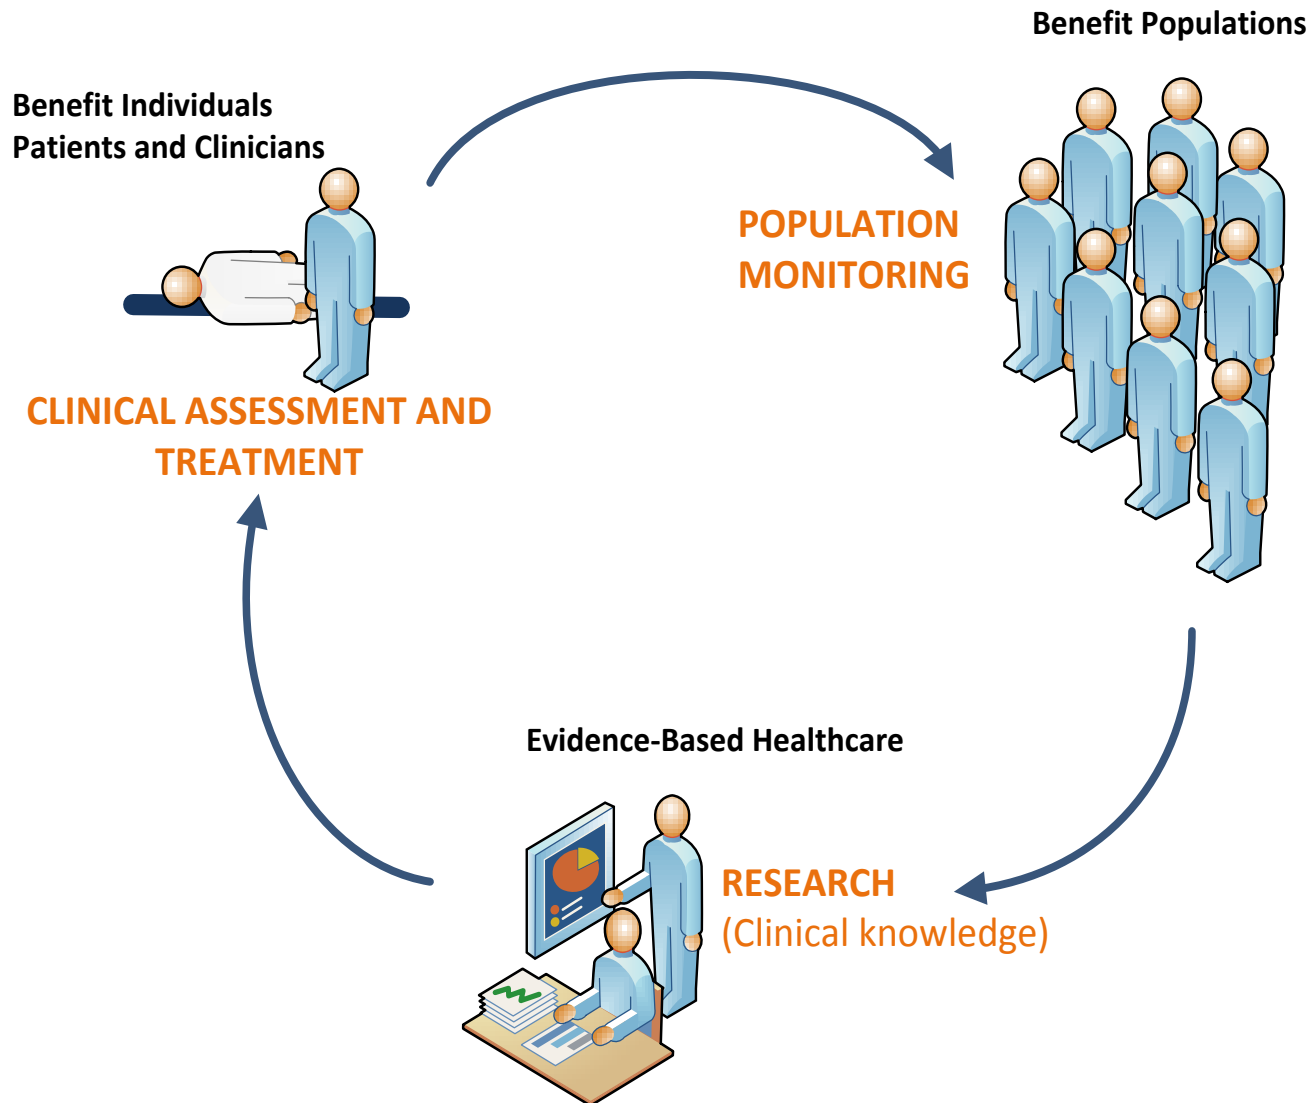 Benefit Populations
Benefit Individuals
Patients and Clinicians
POPULATION
MONITORING
CLINICAL ASSESSMENT AND
TREATMENT
Evidence-Based Healthcare
RESEARCH
(Clinical knowledge)